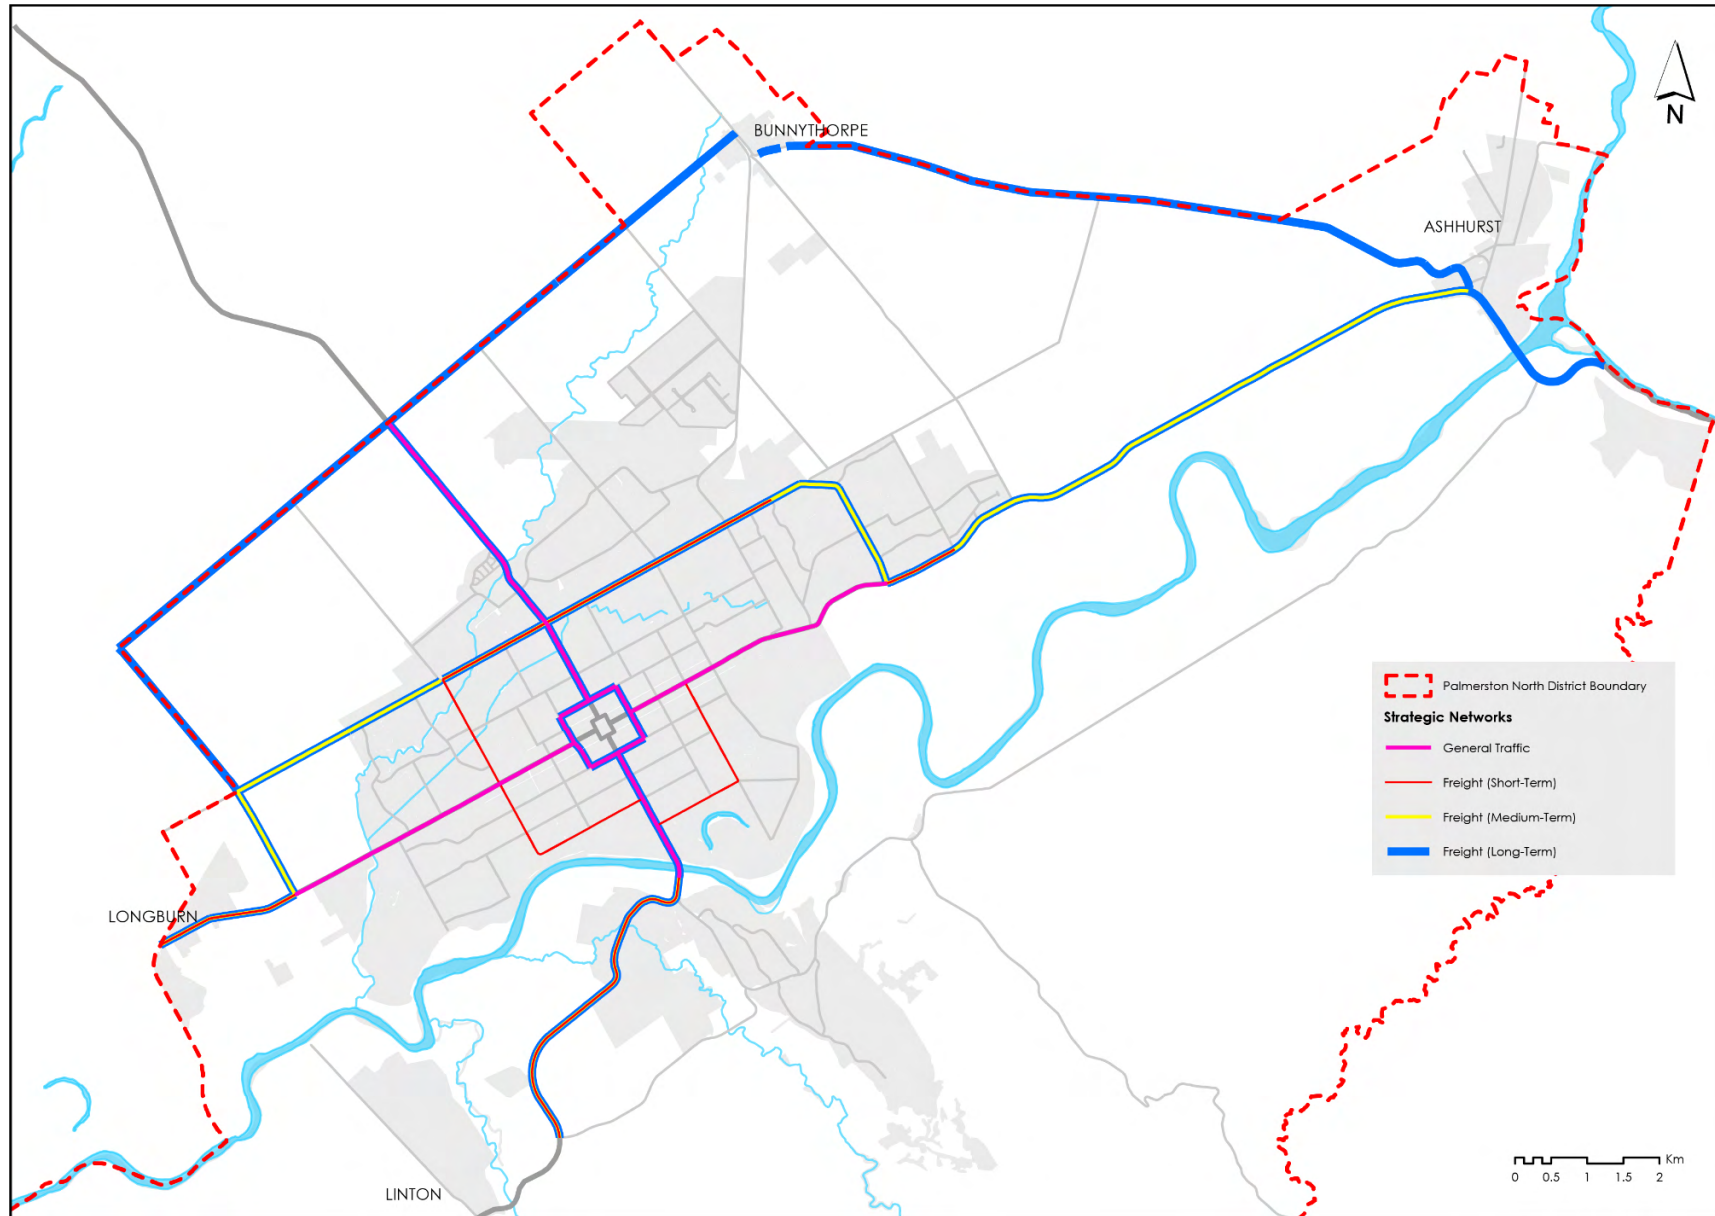 N
BUNNYTHORPE
ASHHURST
Palmerston North District Boundary
Strategic Networks
General Traffic
Freight (Short-Term)
Freight (Medium-Term)
Freight (Long-Term)
LONGBURN
LINTON
Km
0 0.5 1 1.5 2